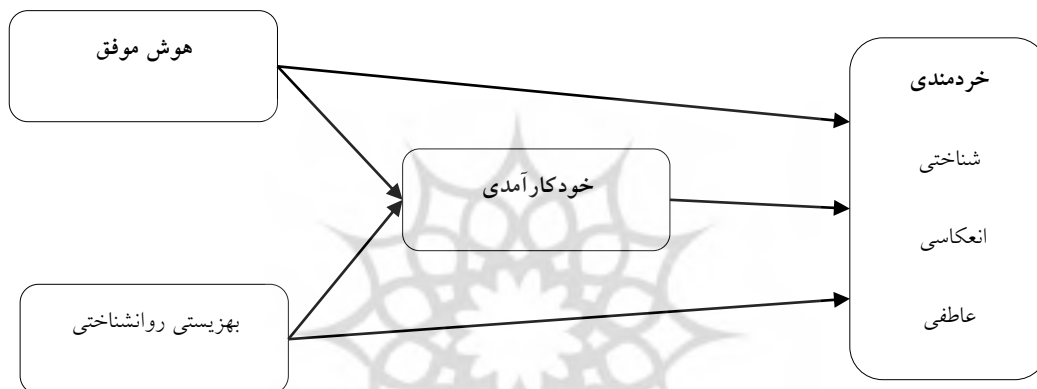 هوش موفق
خردمندی
شناختی
خودکارآمدی
انعکاسی
بهزیستی روانشناختی
عاطفی